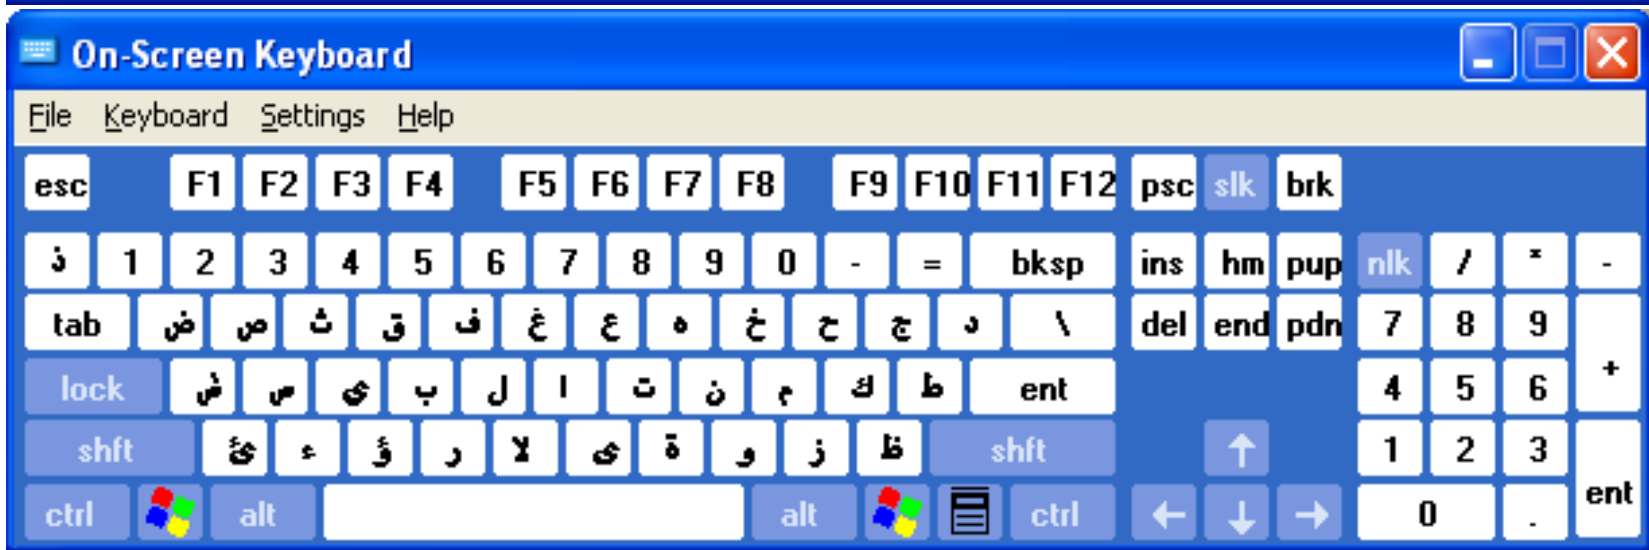 On-Screen Keyboard
File Keyboard Settings Help
esc F1 F2 F3 F4 F5 F6 F7 F8 F9 F10 F11 F12 psc slk brk
ذ 1 2 3 4 5 6 7 8 9 0 - = bksp ins hm pup nlk / * -
tab ض ص ث ق ف غ ع ه خ ح ج د \ del end pdn 7 8 9 +
lock ش س ي ب ل ا ت ن م ك ط ent 4 5 6
shft ئ ء ؤ ر لا ى ة و ز ظ shft ↑ 1 2 3 ent
ctrl alt alt ctrl ← ↓ → 0 .